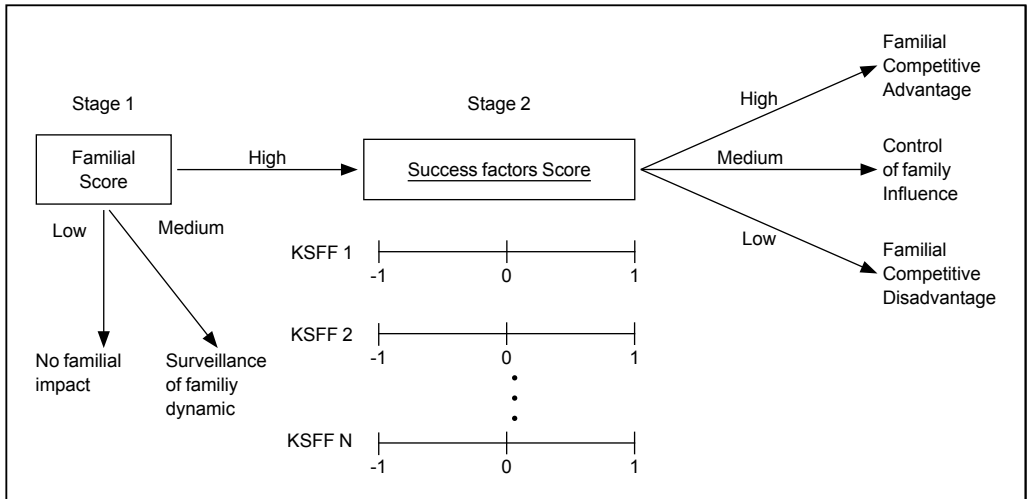 Stage 1
Familial
Score
High
Low
Medium
No familial
impact
Surveillance
of familiy
dynamic
Stage 2
Success factors Score
KSFF 1
-1
0
1
KSFF 2
-1
0
1
KSFF N
-1
0
1
High
Medium
Low
Familial
Competitive
Advantage
Control
of family
Influence
Familial
Competitive
Disadvantage